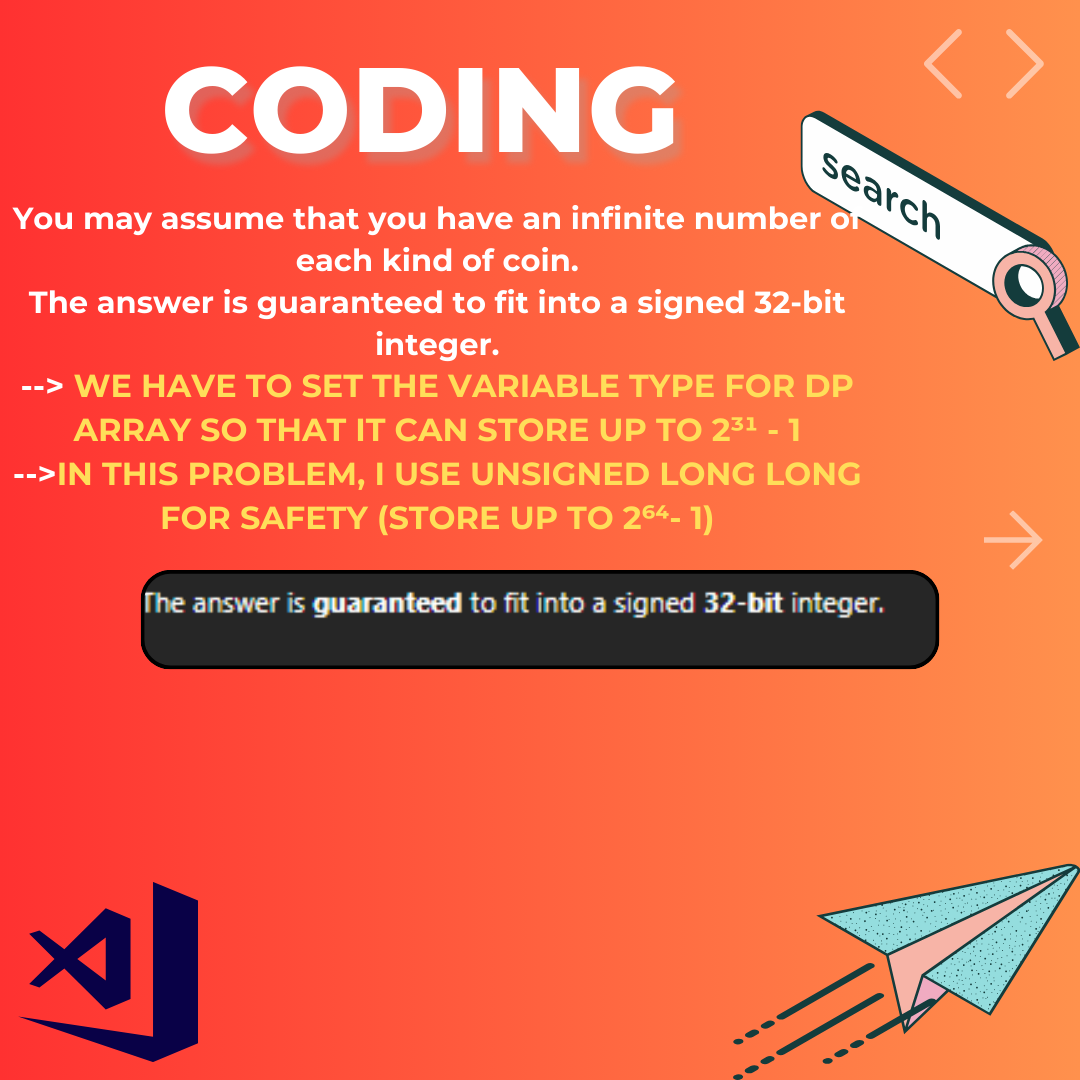 CODING
search
You may assume that you have an infinite number of
each kind of coin.
The answer is guaranteed to fit into a signed 32-bit
integer.
--> WE HAVE TO SET THE VARIABLE TYPE FOR DP
ARRAY SO THAT IT CAN STORE UP TO 2³¹ - 1
-->IN THIS PROBLEM, I USE UNSIGNED LONG LONG
FOR SAFETY (STORE UP TO 2⁶⁴- 1)
The answer is guaranteed to fit into a signed 32-bit integer.